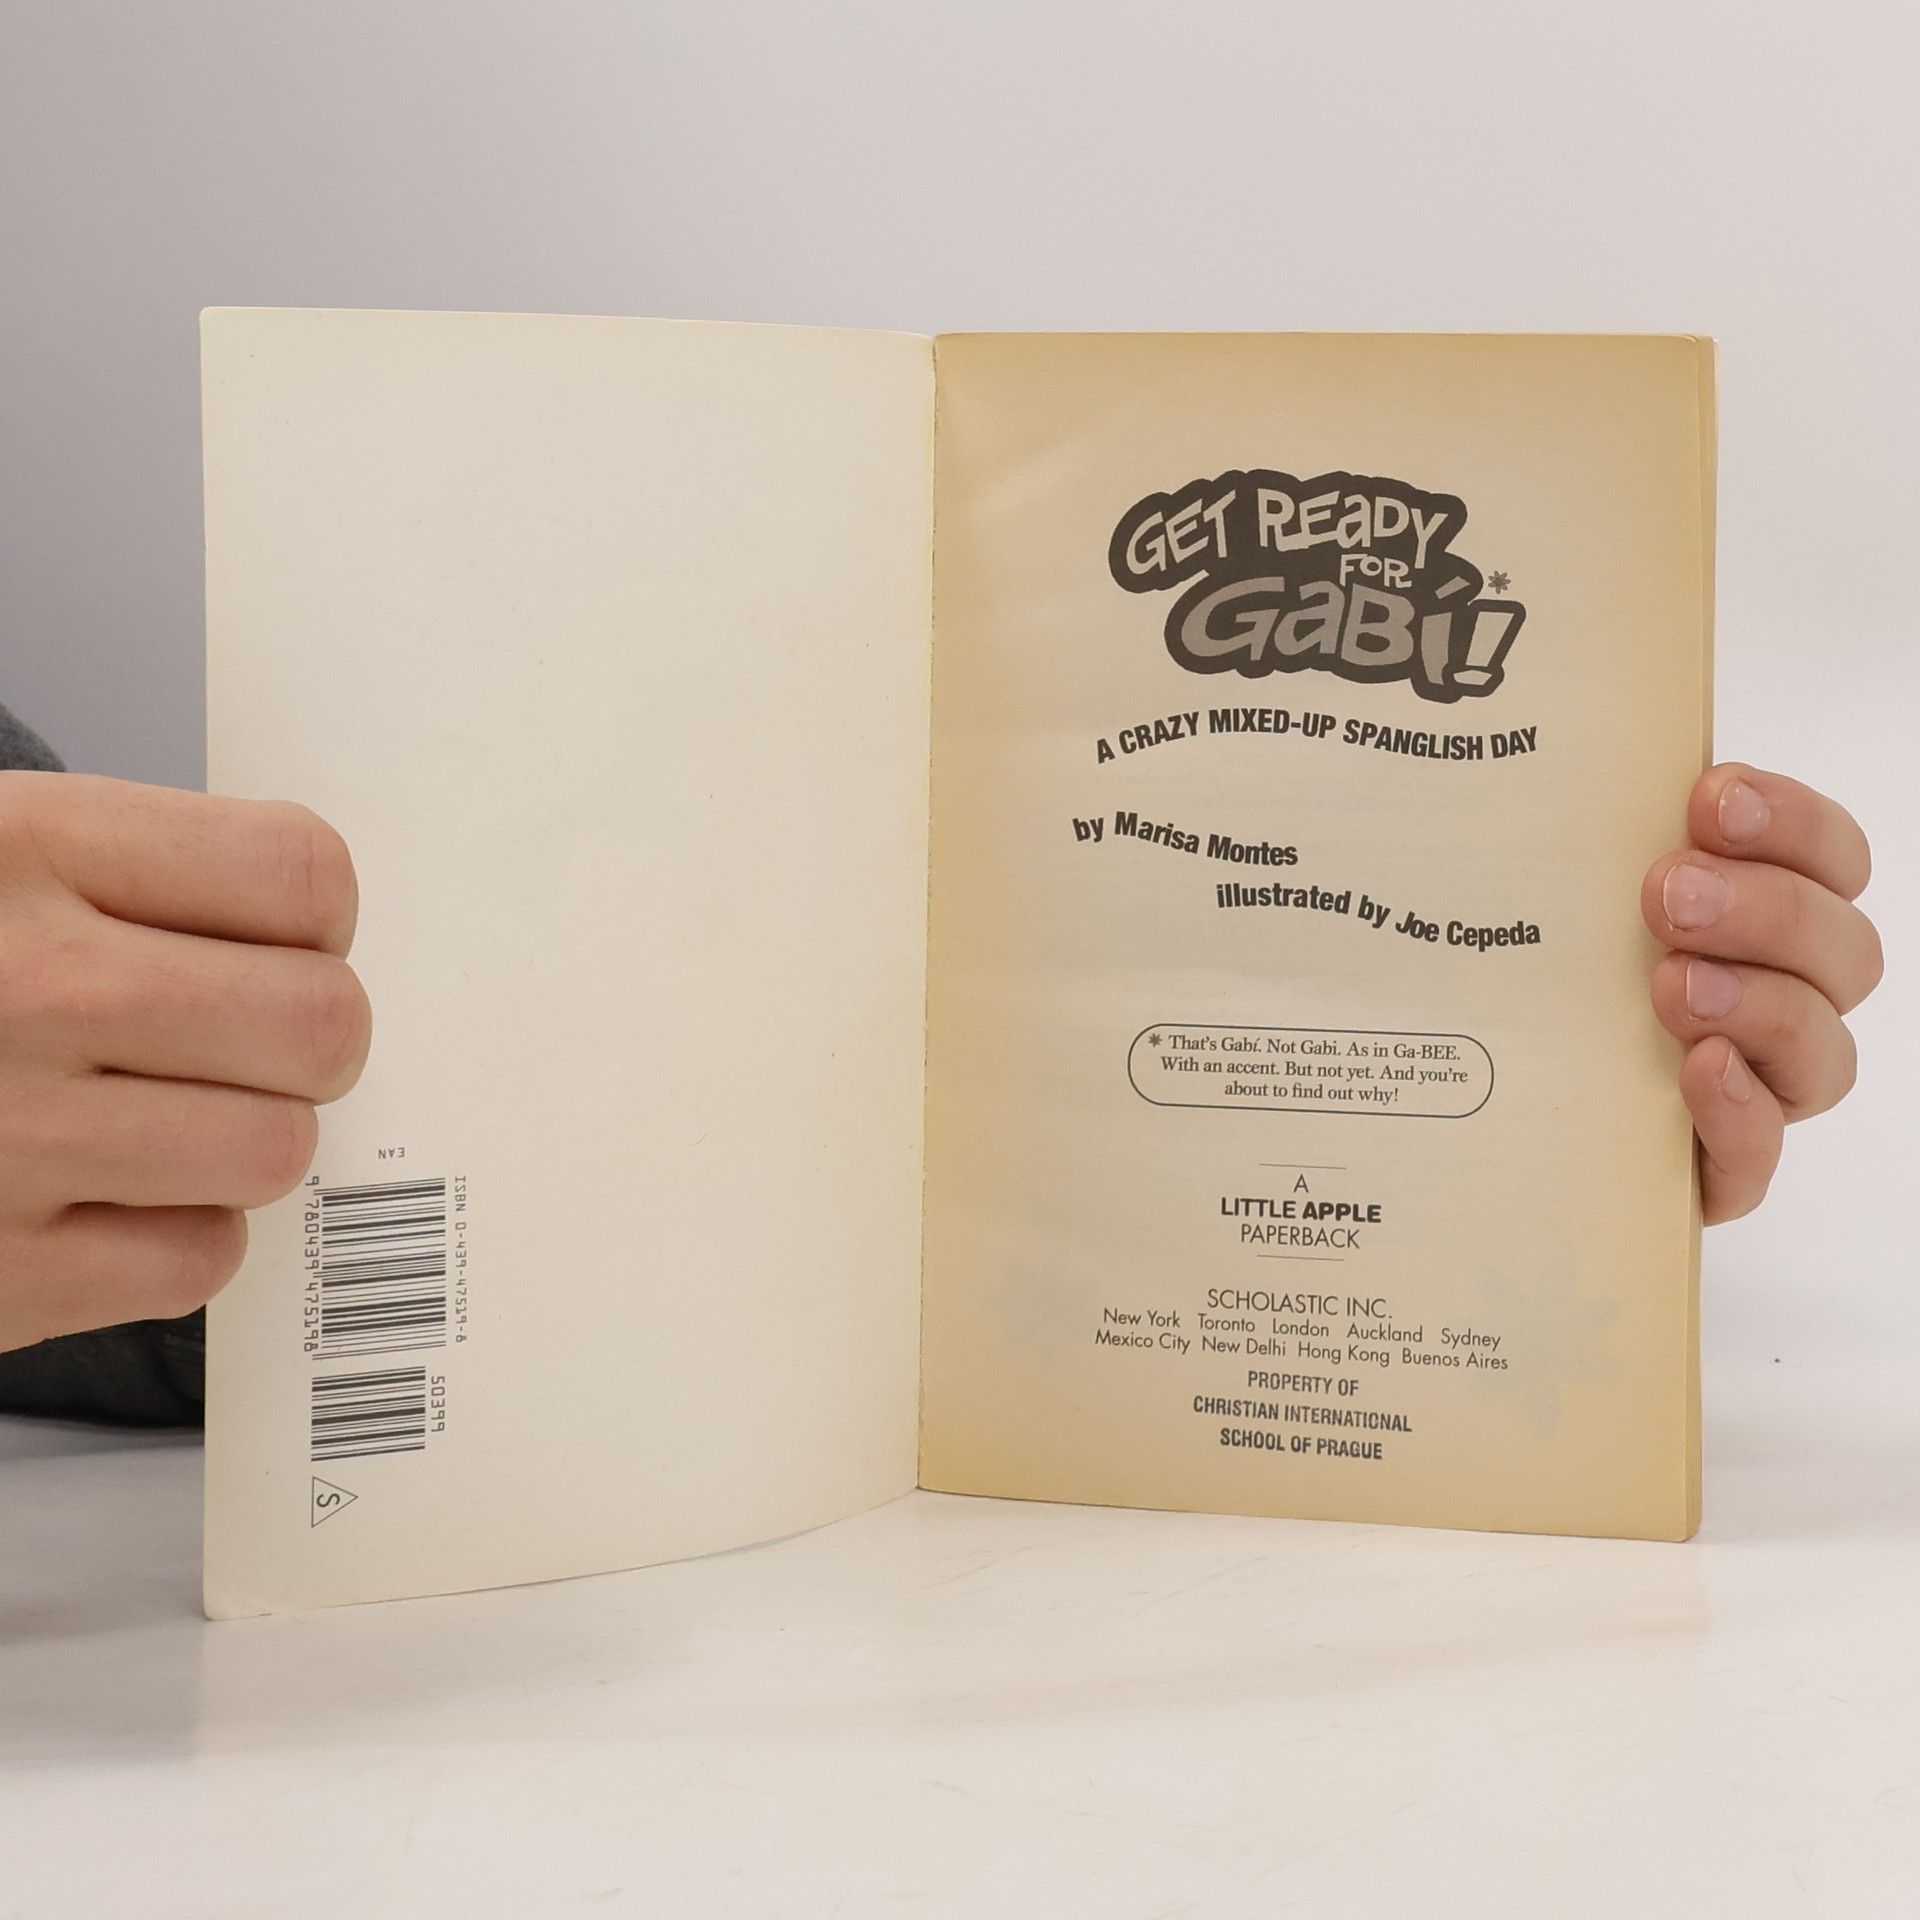 EAN
ISBN 0-439-47519-8
9 780439 475198
50399
S
GET READY
FOR
GABÍ!*
A CRAZY MIXED-UP SPANGLISH DAY
by Marisa Montes
illustrated by Joe Cepeda
* That's Gabí. Not Gabi. As in Ga-BEE.
With an accent. But not yet. And you're
about to find out why!
A
LITTLE APPLE
PAPERBACK
SCHOLASTIC INC.
New York Toronto London Auckland Sydney
Mexico City New Delhi Hong Kong Buenos Aires
PROPERTY OF
CHRISTIAN INTERNATIONAL
SCHOOL OF PRAGUE